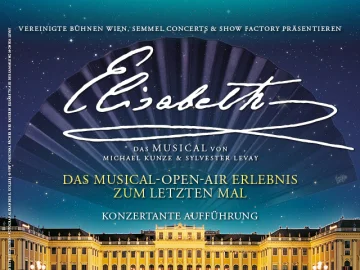 VEREINIGTE BÜHNEN WIEN, SEMMEL CONCERTS & SHOW FACTORY PRÄSENTIEREN
Elisabeth
DAS MUSICAL VON
MICHAEL KUNZE & SYLVESTER LEVAY
DAS MUSICAL-OPEN-AIR ERLEBNIS
ZUM LETZTEN MAL
KONZERTANTE AUFFÜHRUNG